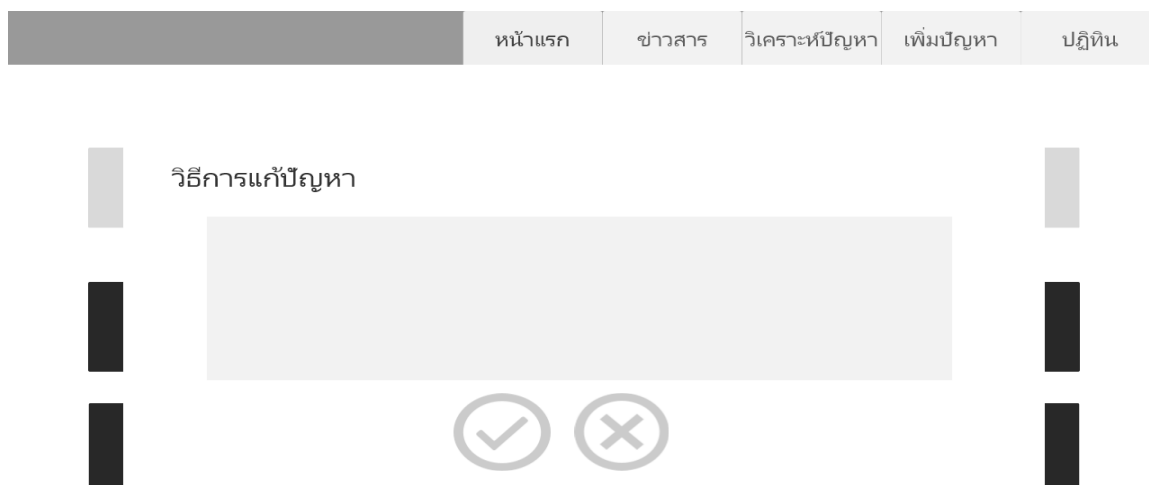 หน้าแรก ข่าวสาร วิเคราะห์ปัญหา เพิ่มปัญหา ปฏิทิน
วิธีการแก้ปัญหา